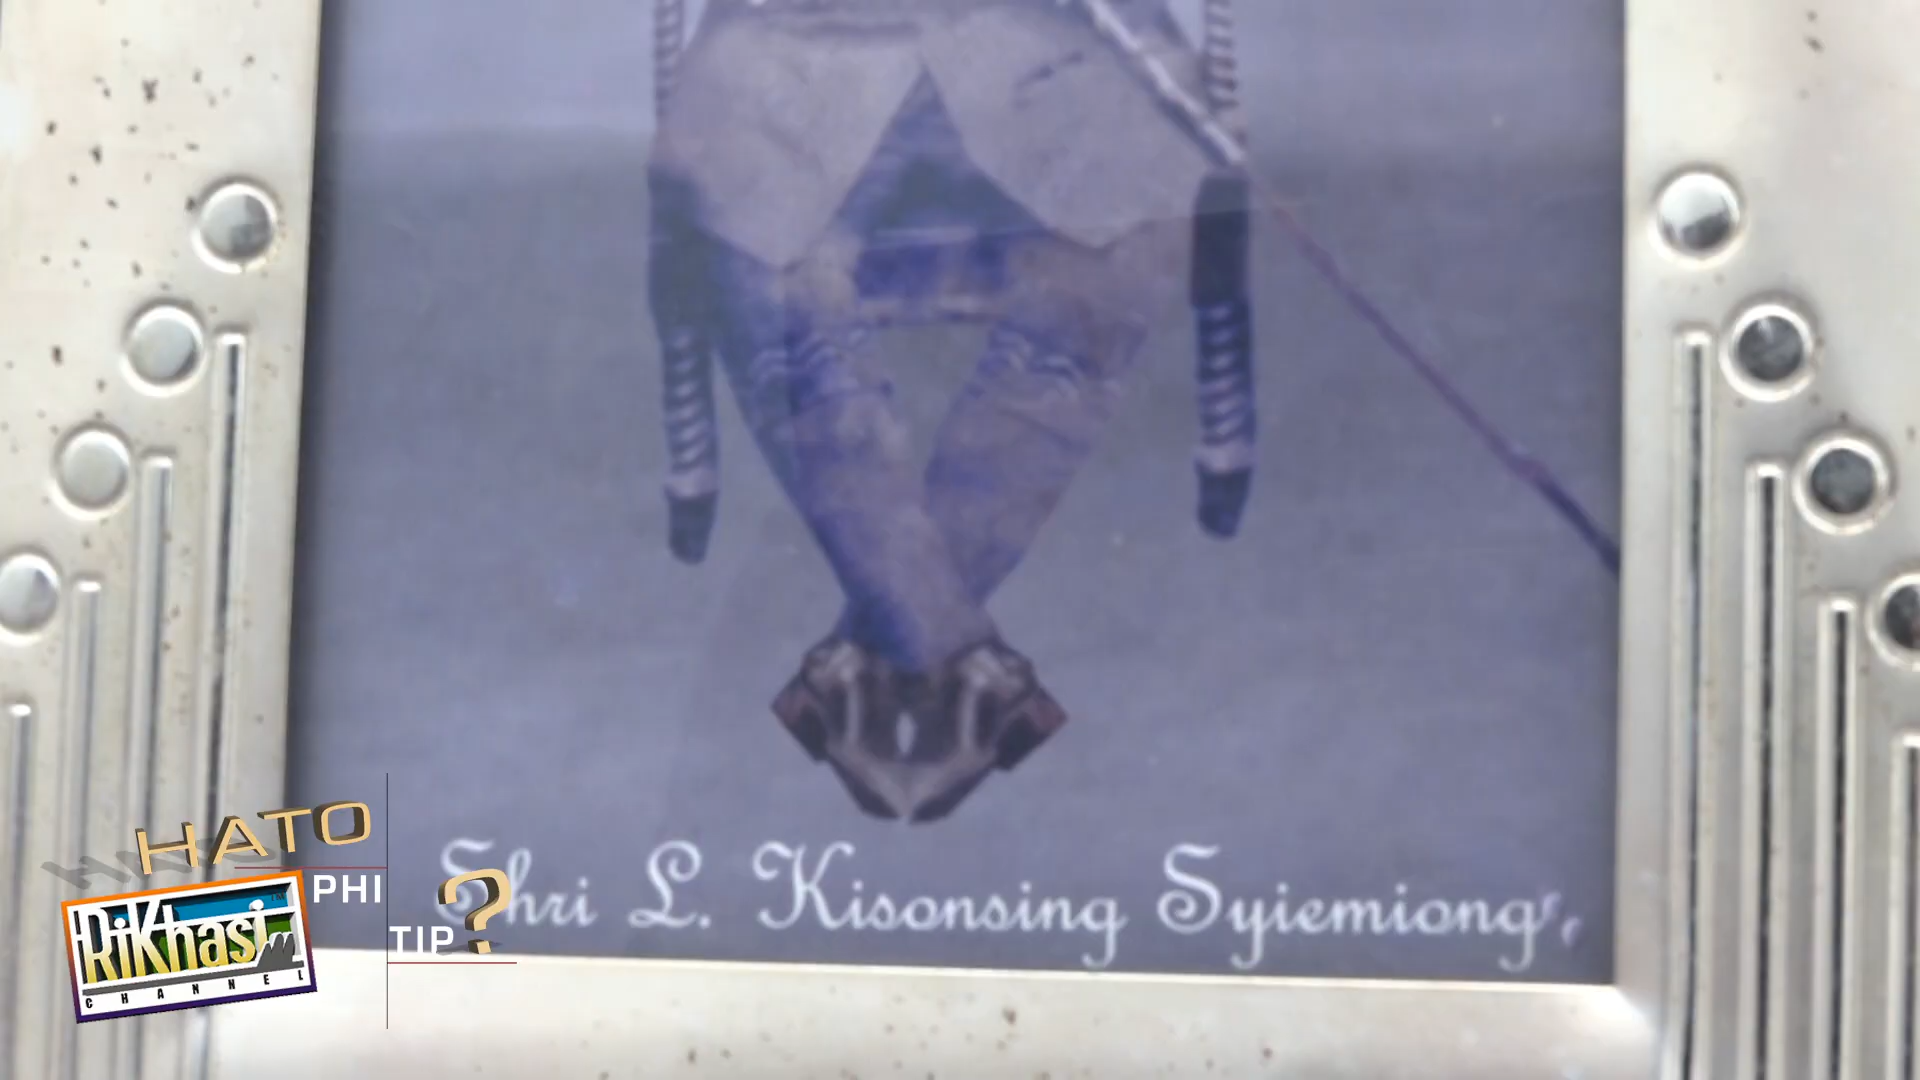 HATO
PHI
TIP?
RiKhasi
CHANNEL
Shri L. Kisonsing Syiemiong,